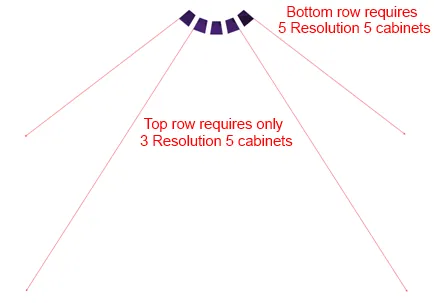 Bottom row requires
5 Resolution 5 cabinets
Top row requires only
3 Resolution 5 cabinets